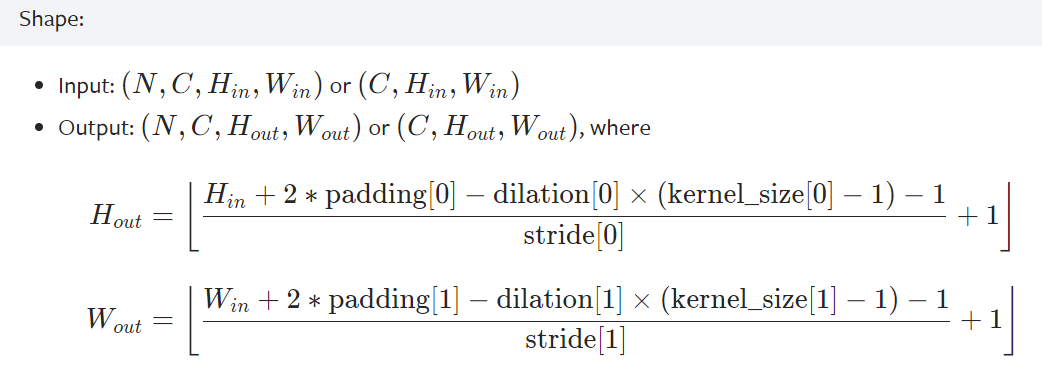 Shape:
• Input: (N, C, H_in, W_in) or (C, H_in, W_in)
• Output: (N, C, H_out, W_out) or (C, H_out, W_out), where
H_out = ⌊(H_in + 2 * padding[0] − dilation[0] × (kernel_size[0] − 1) − 1) / stride[0] + 1⌋
W_out = ⌊(W_in + 2 * padding[1] − dilation[1] × (kernel_size[1] − 1) − 1) / stride[1] + 1⌋